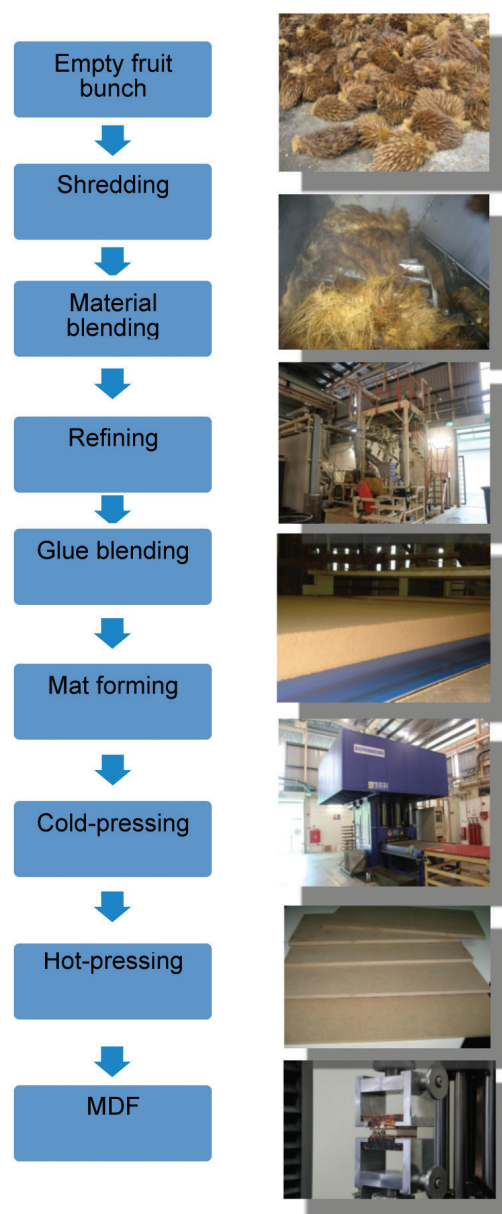 Empty fruit
bunch
Shredding
Material
blending
Refining
Glue blending
Mat forming
Cold-pressing
Hot-pressing
MDF